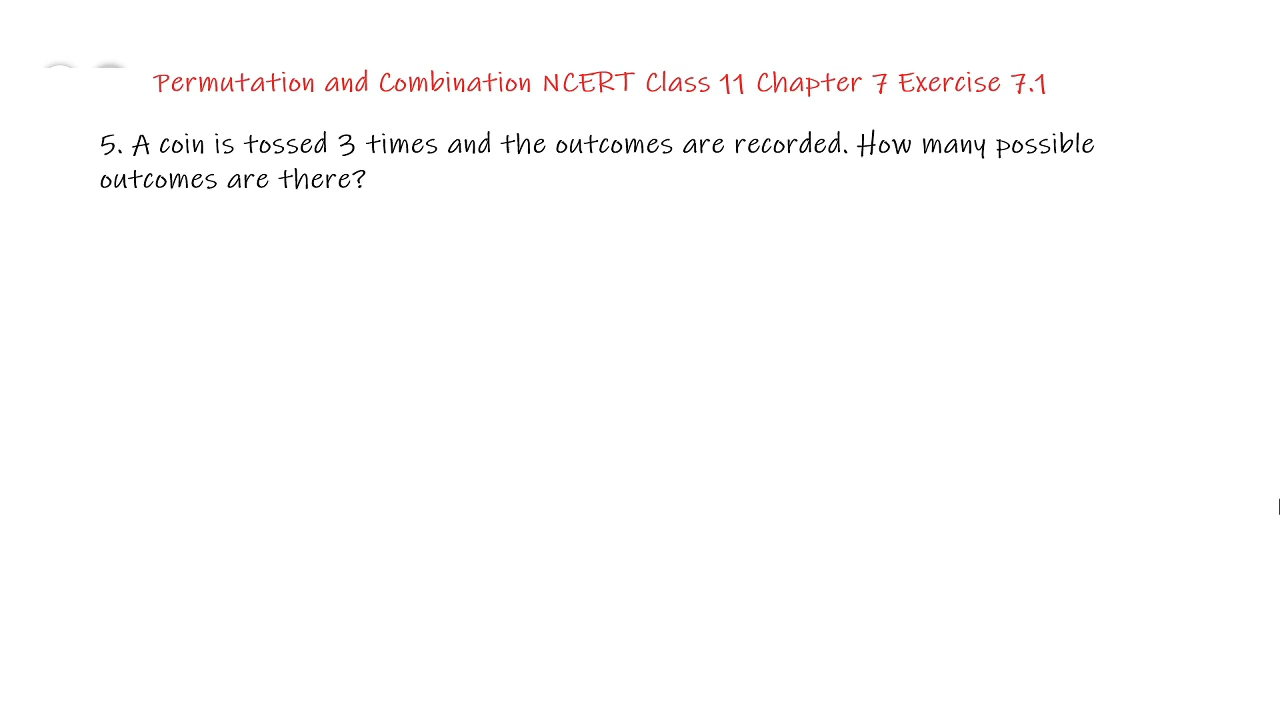 Permutation and Combination NCERT Class 11 Chapter 7 Exercise 7.1
5. A coin is tossed 3 times and the outcomes are recorded. How many possible
outcomes are there?